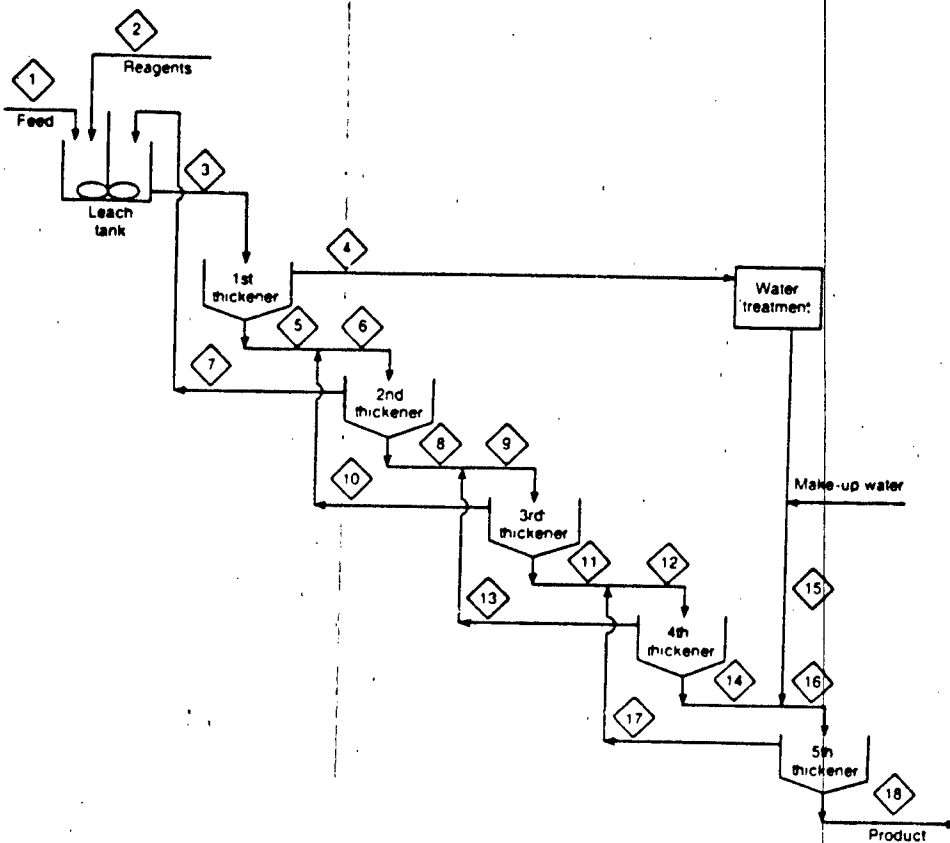 2
Reagents
1
Feed
3
Leach
tank
4
1st
thickener
Water
treatment
5
6
7
2nd
thickener
8
9
10
Make-up water
3rd
thickener
11
12
13
15
4th
thickener
14
16
17
5th
thickener
18
Product